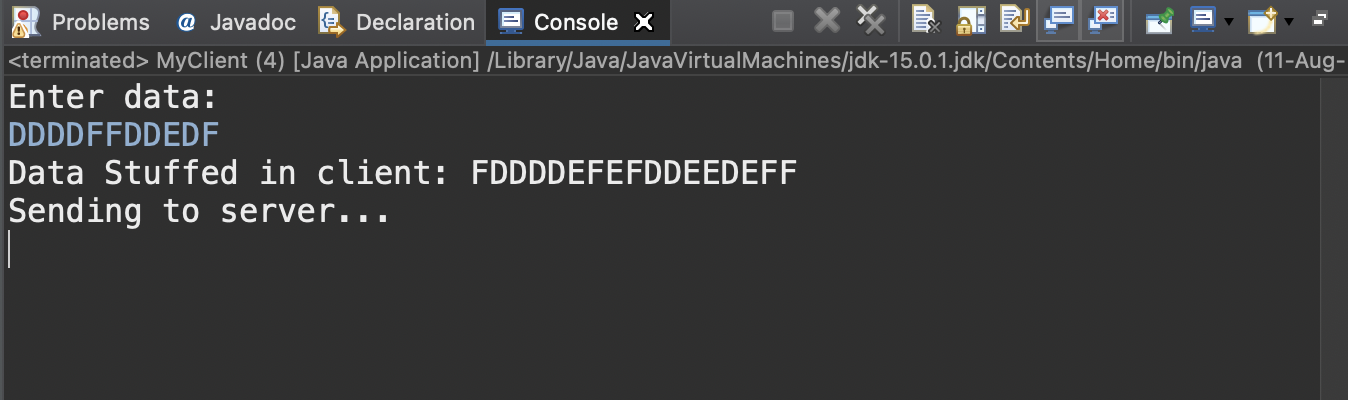 Problems @ Javadoc Declaration Console
<terminated> MyClient (4) [Java Application] /Library/Java/JavaVirtualMachines/jdk-15.0.1.jdk/Contents/Home/bin/java (11-Aug-
Enter data:
DDDDFFDDEDF
Data Stuffed in client: FDDDDEFEFDDEEDEFF
Sending to server...